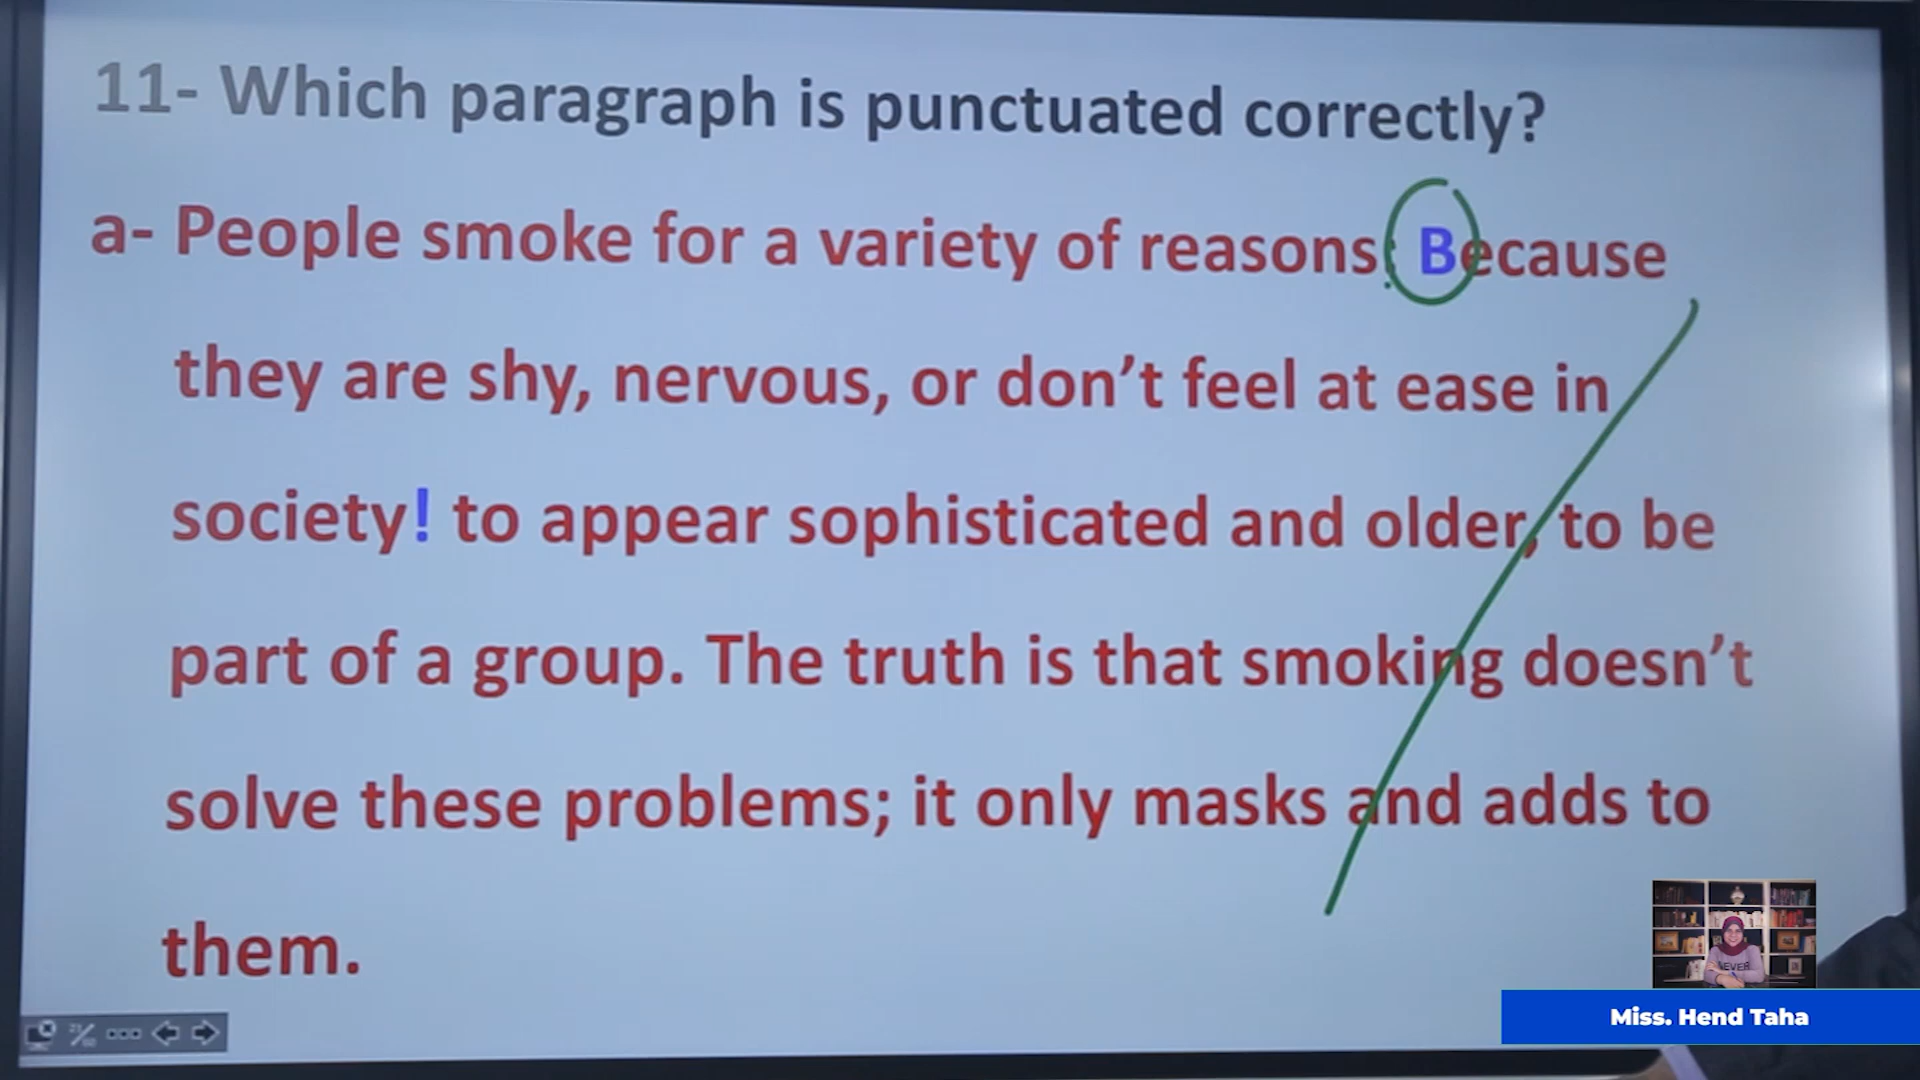 11- Which paragraph is punctuated correctly?
a- People smoke for a variety of reasons: Because
they are shy, nervous, or don’t feel at ease in
society! to appear sophisticated and older, to be
part of a group. The truth is that smoking doesn’t
solve these problems; it only masks and adds to
them.
Miss. Hend Taha